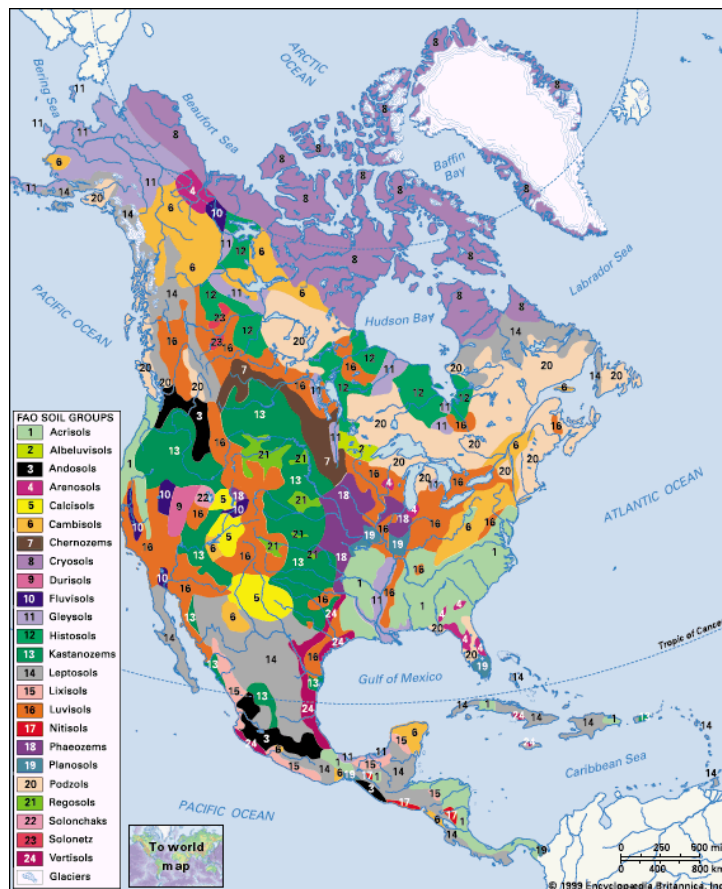 ARCTIC
OCEAN
Bering Sea
Beaufort Sea
Baffin
Bay
Labrador Sea
PACIFIC OCEAN
Hudson Bay
ATLANTIC OCEAN
Gulf of Mexico
Tropic of Cancer
Caribbean Sea
PACIFIC OCEAN
FAO SOIL GROUPS
1 Acrisols
2 Albeluvisols
3 Andosols
4 Arenosols
5 Calcisols
6 Cambisols
7 Chernozems
8 Cryosols
9 Durisols
10 Fluvisols
11 Gleysols
12 Histosols
13 Kastanozems
14 Leptosols
15 Lixisols
16 Luvisols
17 Nitisols
18 Phaeozems
19 Planosols
20 Podzols
21 Regosols
22 Solonchaks
23 Solonetz
24 Vertisols
Glaciers
To world
map
0 250 500 mi
0 400 800 km
© 1999 Encyclopædia Britannica, Inc.